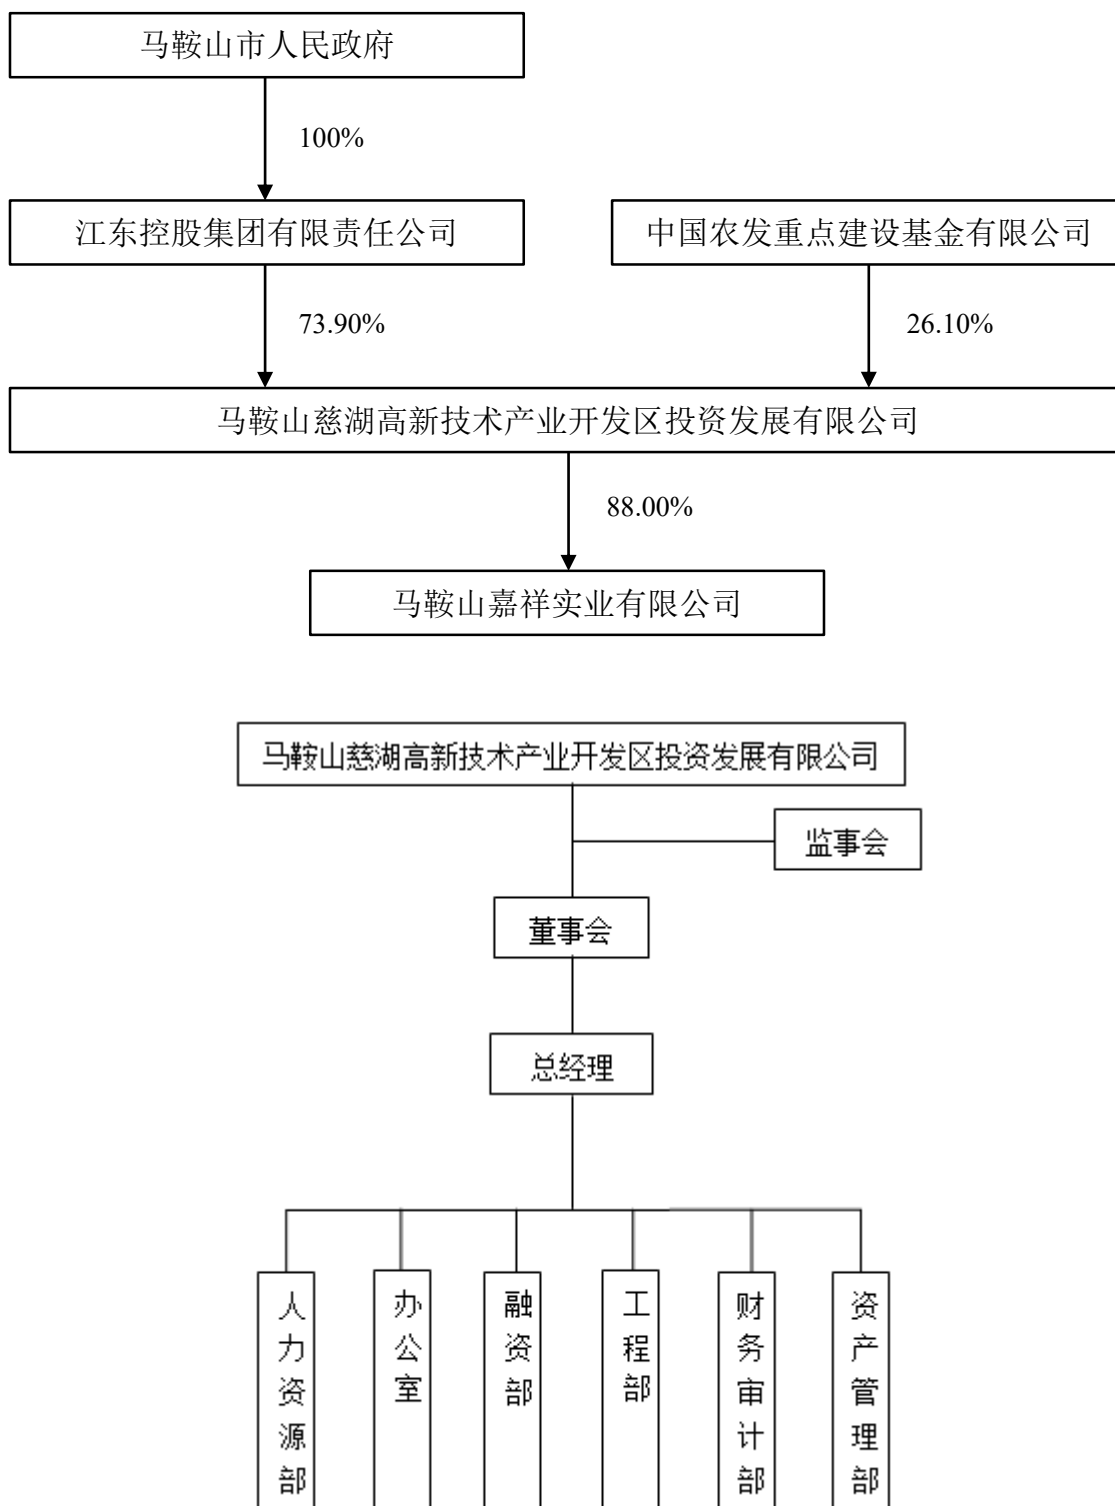 马鞍山市人民政府
100%
江东控股集团有限责任公司
中国农发重点建设基金有限公司
73.90%
26.10%
马鞍山慈湖高新技术产业开发区投资发展有限公司
88.00%
马鞍山嘉祥实业有限公司
马鞍山慈湖高新技术产业开发区投资发展有限公司
监事会
董事会
总经理
人力资源部
办公室
融资部
工程部
财务审计部
资产管理部